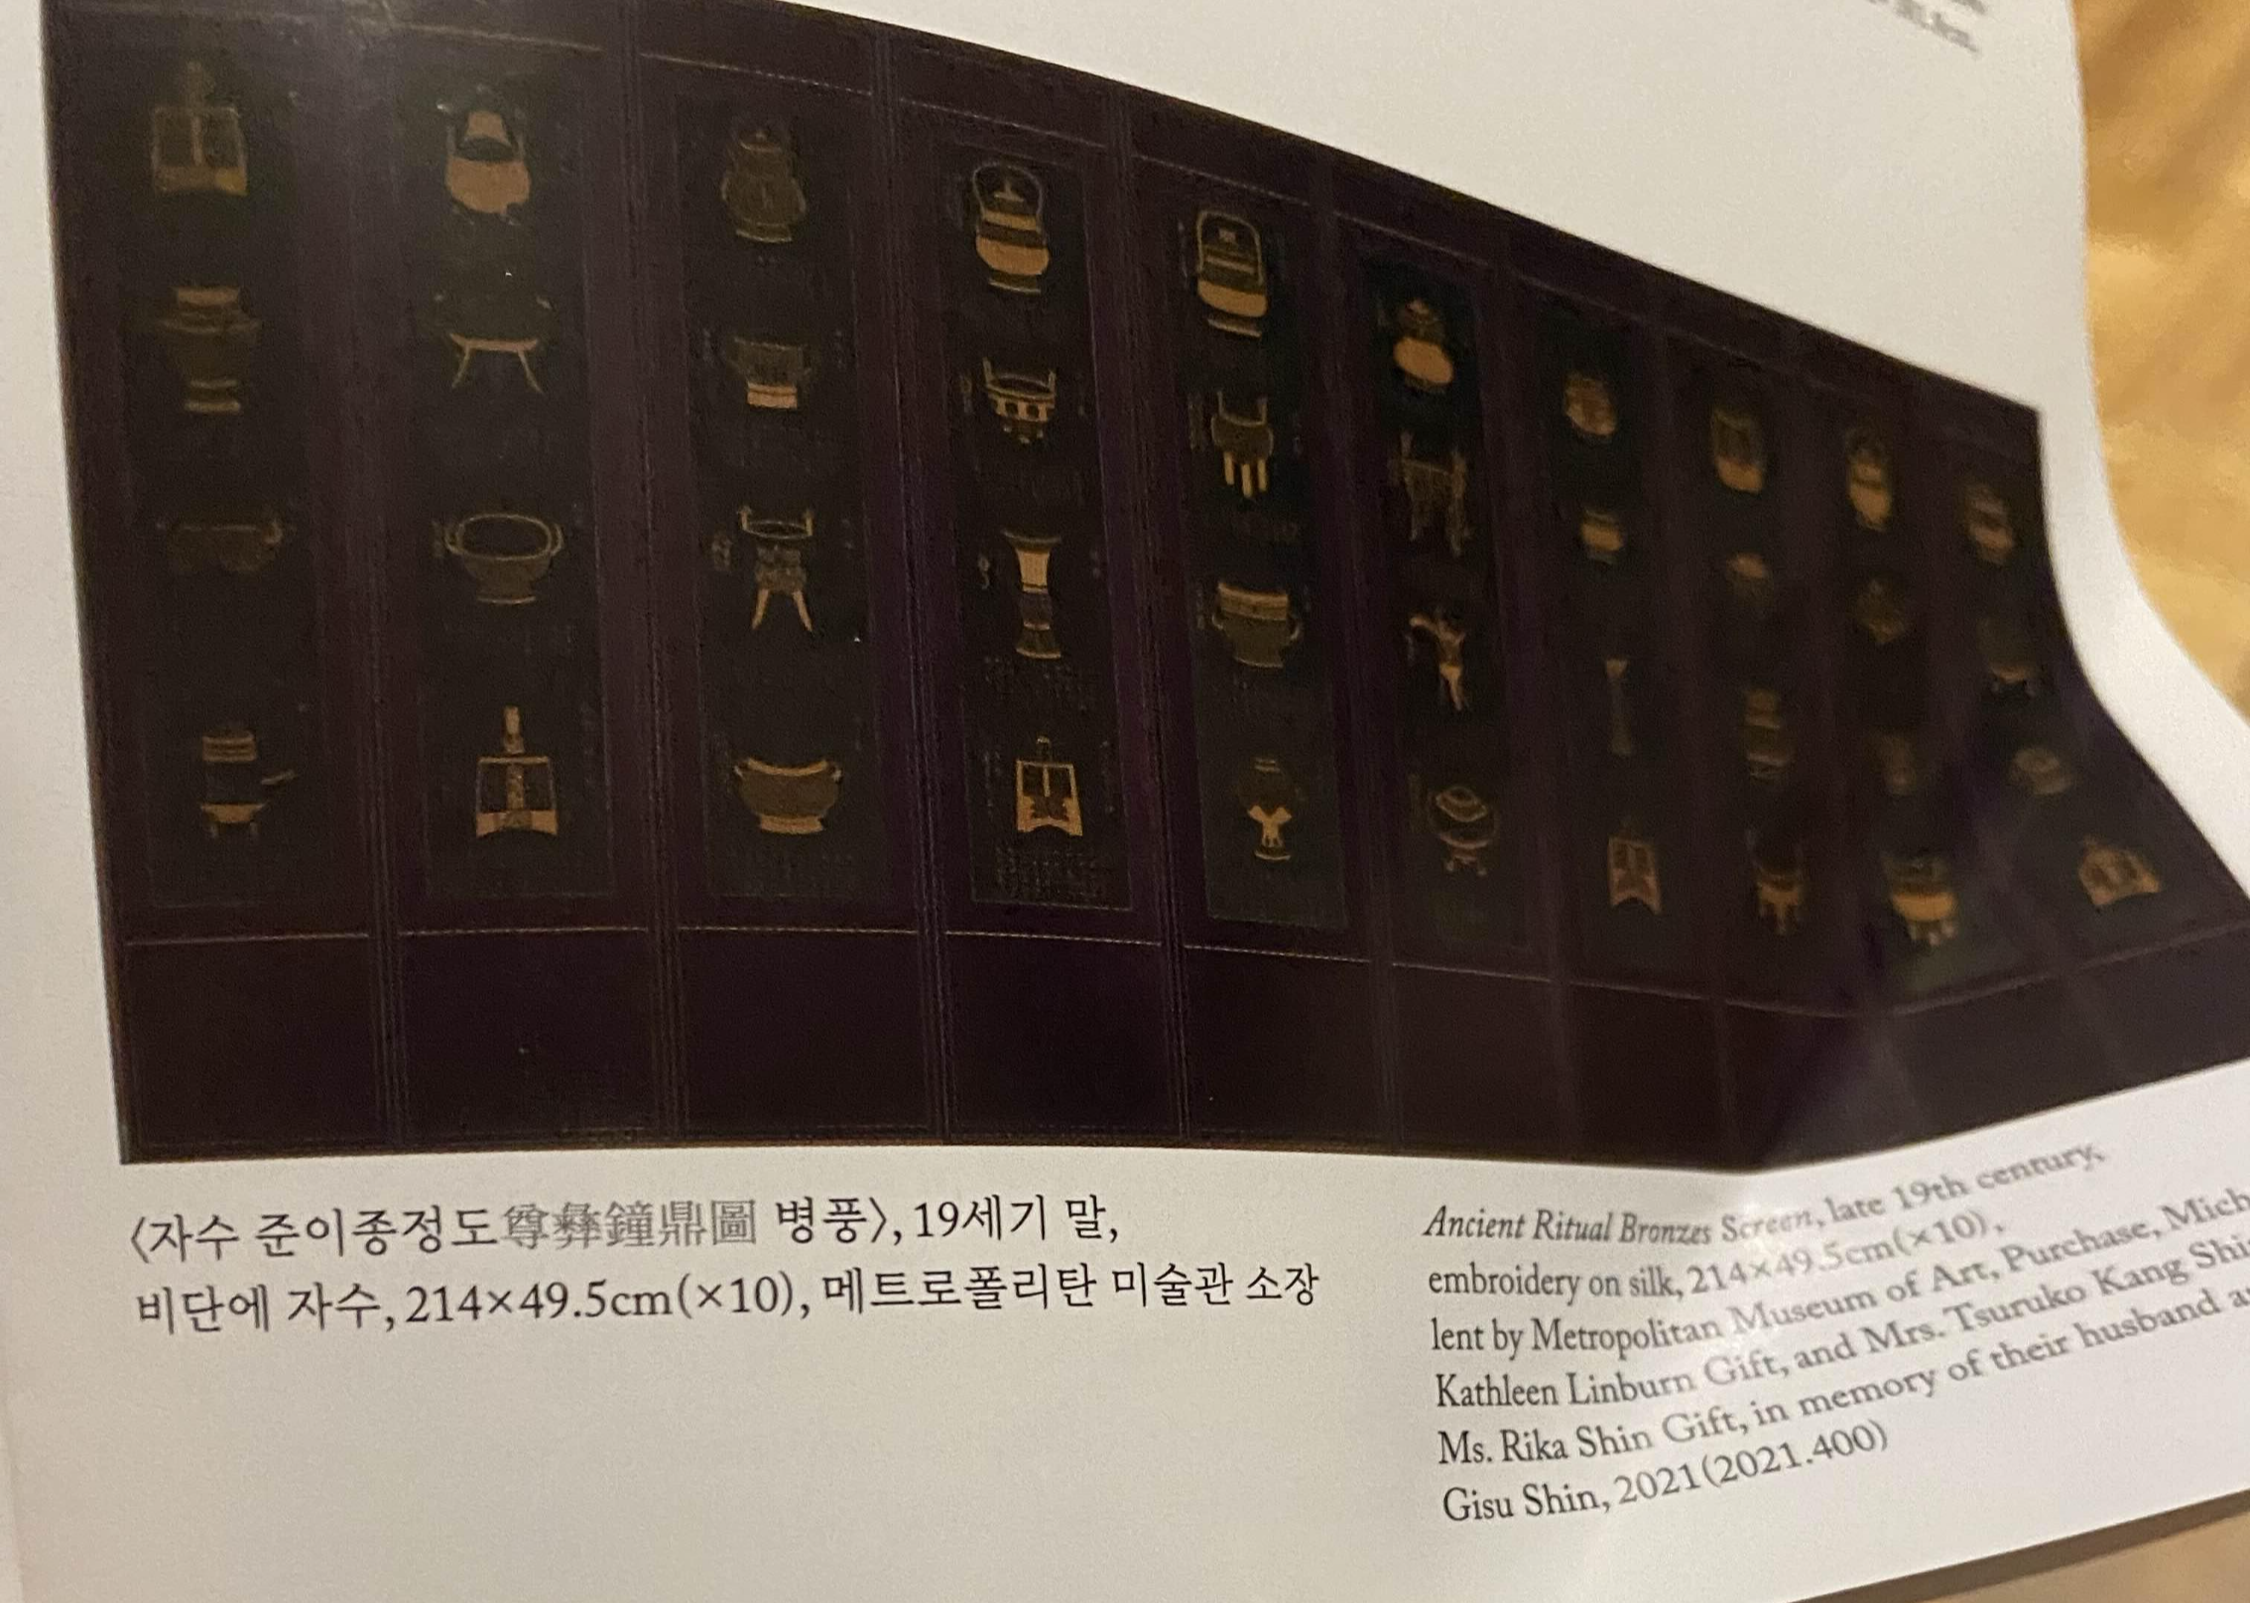 〈자수 준이종정도尊彝鐘鼎圖 병풍〉, 19세기 말,
비단에 자수, 214×49.5cm(×10), 메트로폴리탄 미술관 소장
Ancient Ritual Bronzes Screen, late 19th century,
embroidery on silk, 214×49.5cm(×10),
lent by Metropolitan Museum of Art, Purchase,
Kathleen Linburn Gift, and Mrs. Tsuruko Kang
Ms. Rika Shin Gift, in memory of their husband
Gisu Shin, 2021(2021.400)